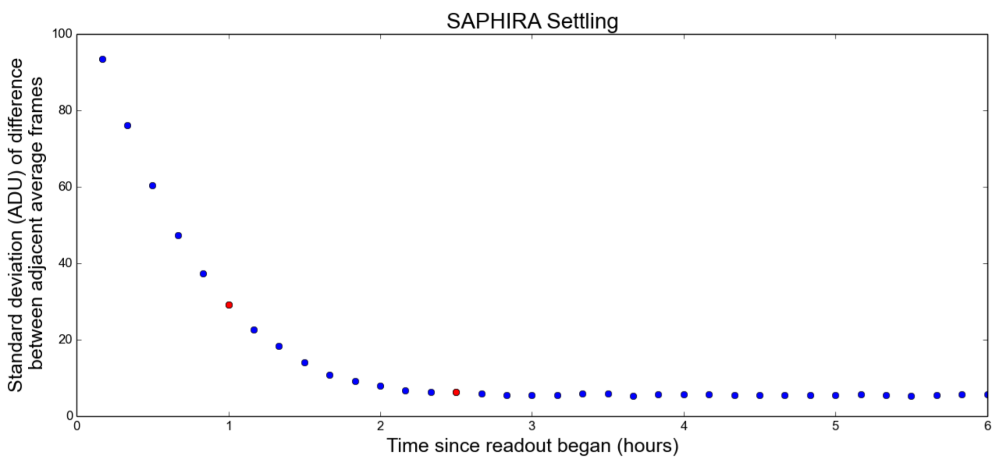 SAPHIRA Settling
Standard deviation (ADU) of difference
between adjacent average frames
100
80
60
40
20
0
0 1 2 3 4 5 6
Time since readout began (hours)